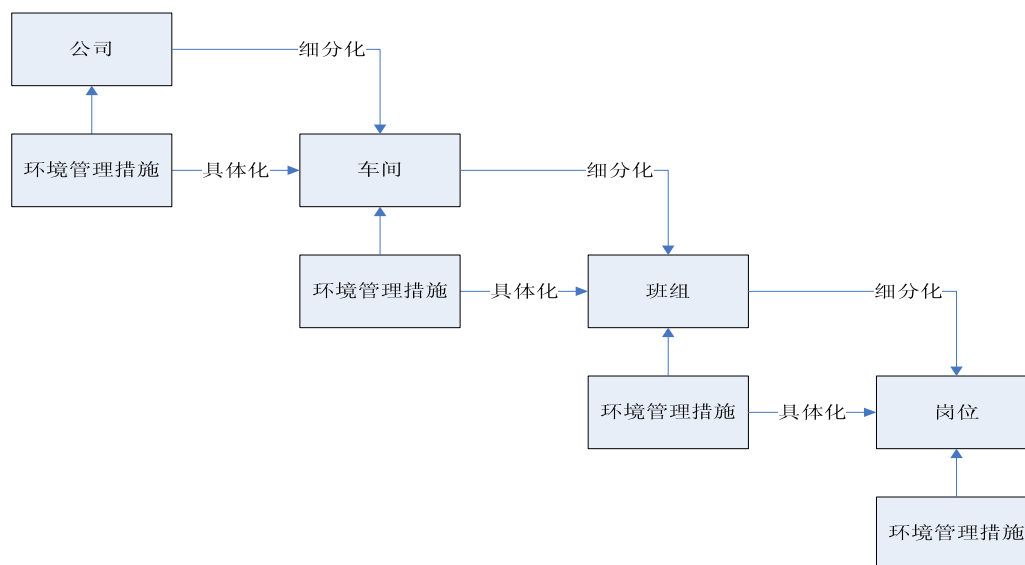 公司
细分化
环境管理措施
具体化
车间
细分化
环境管理措施
具体化
班组
细分化
环境管理措施
具体化
岗位
环境管理措施